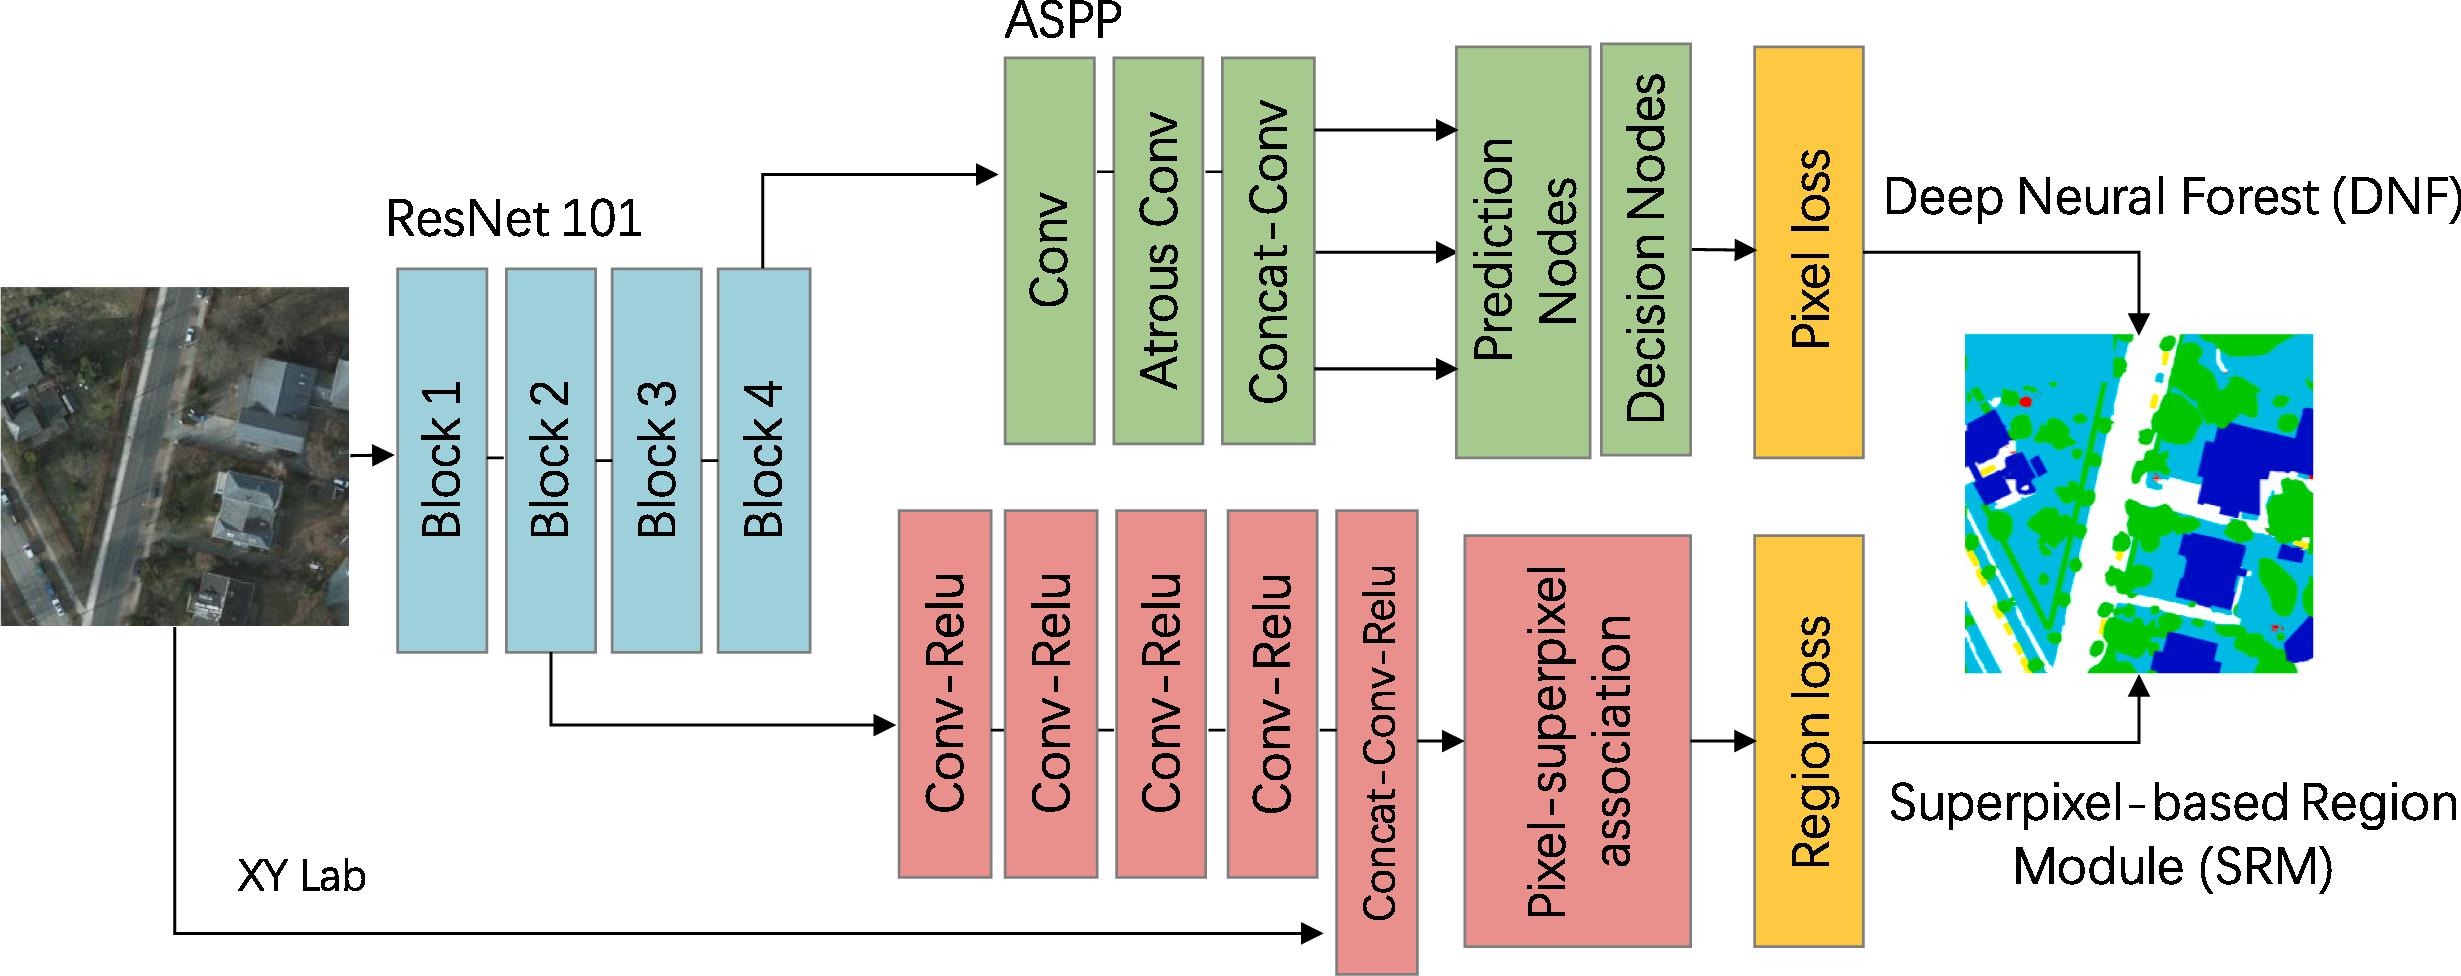 ASPP
ResNet 101
Block 1
Block 2
Block 3
Block 4
Conv
Atrous Conv
Concat-Conv
Prediction
Nodes
Decision Nodes
Pixel loss
Deep Neural Forest (DNF)
Conv-Relu
Conv-Relu
Conv-Relu
Conv-Relu
Concat-Conv-Relu
Pixel-superpixel
association
Region loss
Superpixel-based Region
Module (SRM)
XY Lab